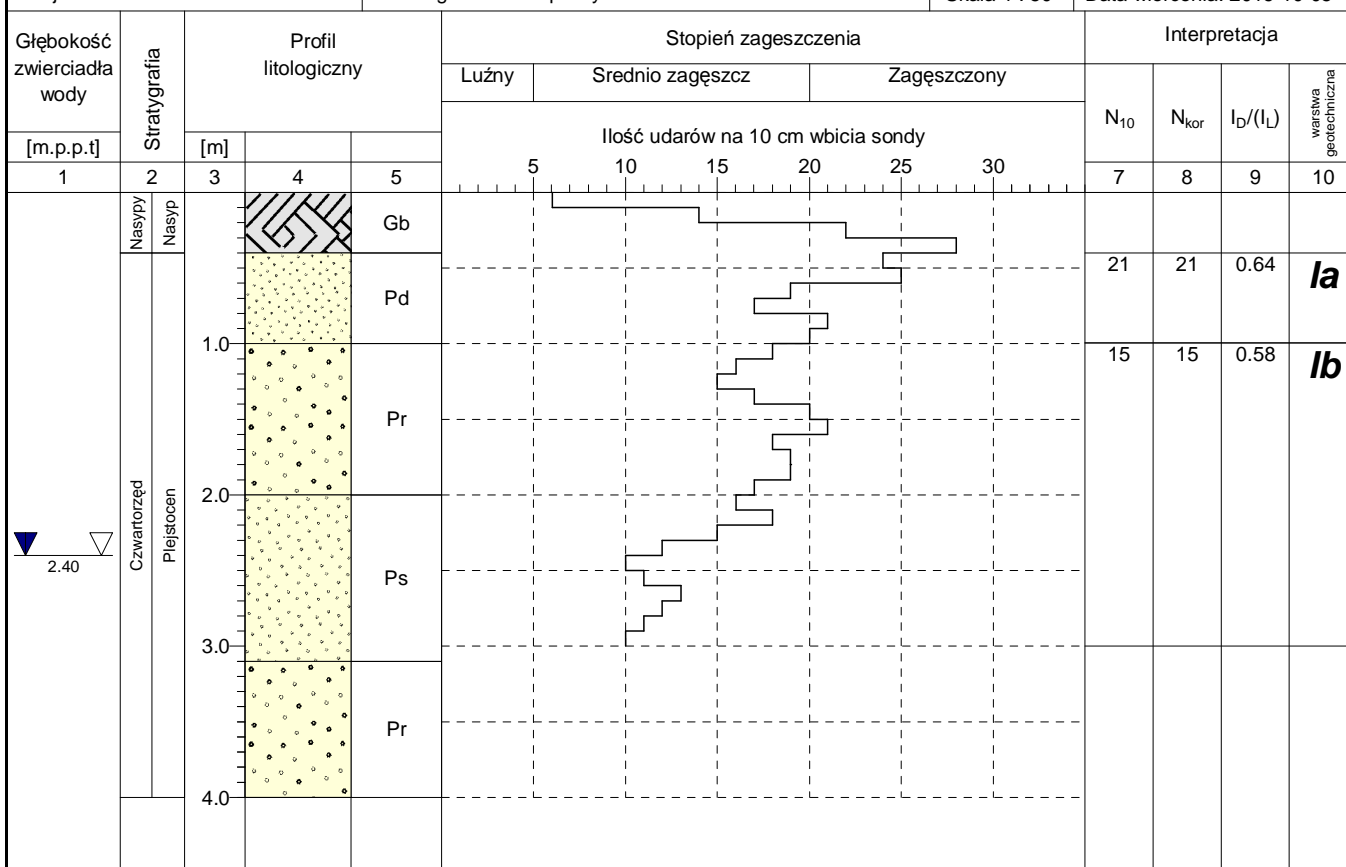 Głębokość
zwierciadła
wody
[m.p.p.t]
Stratygrafia
Profil
litologiczny
[m]
Stopień zageszczenia
Luźny
Srednio zagęszcz
Zagęszczony
Ilość udarów na 10 cm wbicia sondy
5 10 15 20 25 30
Interpretacja
N10
Nkor
ID/(IL)
warstwa
geotechniczna
1 2 3 4 5 7 8 9 10
Nasypy
Nasyp
Gb
Pd
21 21 0.64 Ia
1.0
15 15 0.58 Ib
Pr
2.0
Czwartorzęd
Plejstocen
2.40
Ps
3.0
Pr
4.0